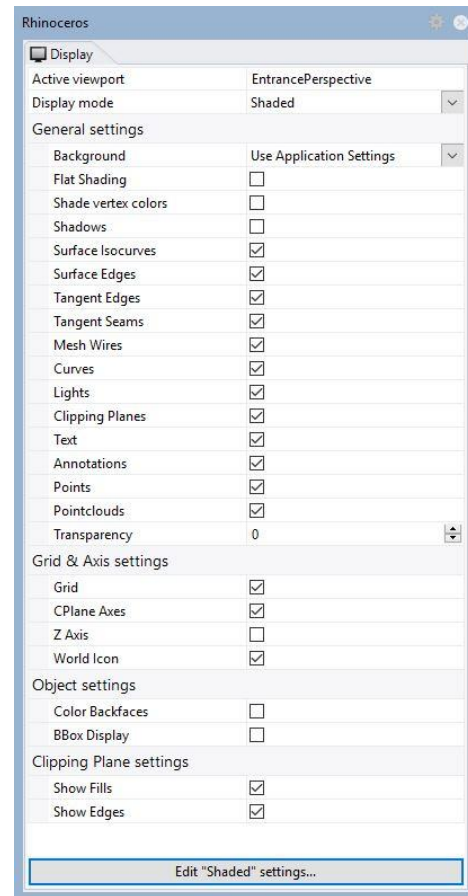 Rhinoceros
Display
Active viewport EntrancePerspective
Display mode Shaded
General settings
Background Use Application Settings
Flat Shading
Shade vertex colors
Shadows
Surface Isocurves
Surface Edges
Tangent Edges
Tangent Seams
Mesh Wires
Curves
Lights
Clipping Planes
Text
Annotations
Points
Pointclouds
Transparency 0
Grid & Axis settings
Grid
CPlane Axes
Z Axis
World Icon
Object settings
Color Backfaces
BBox Display
Clipping Plane settings
Show Fills
Show Edges
Edit "Shaded" settings...